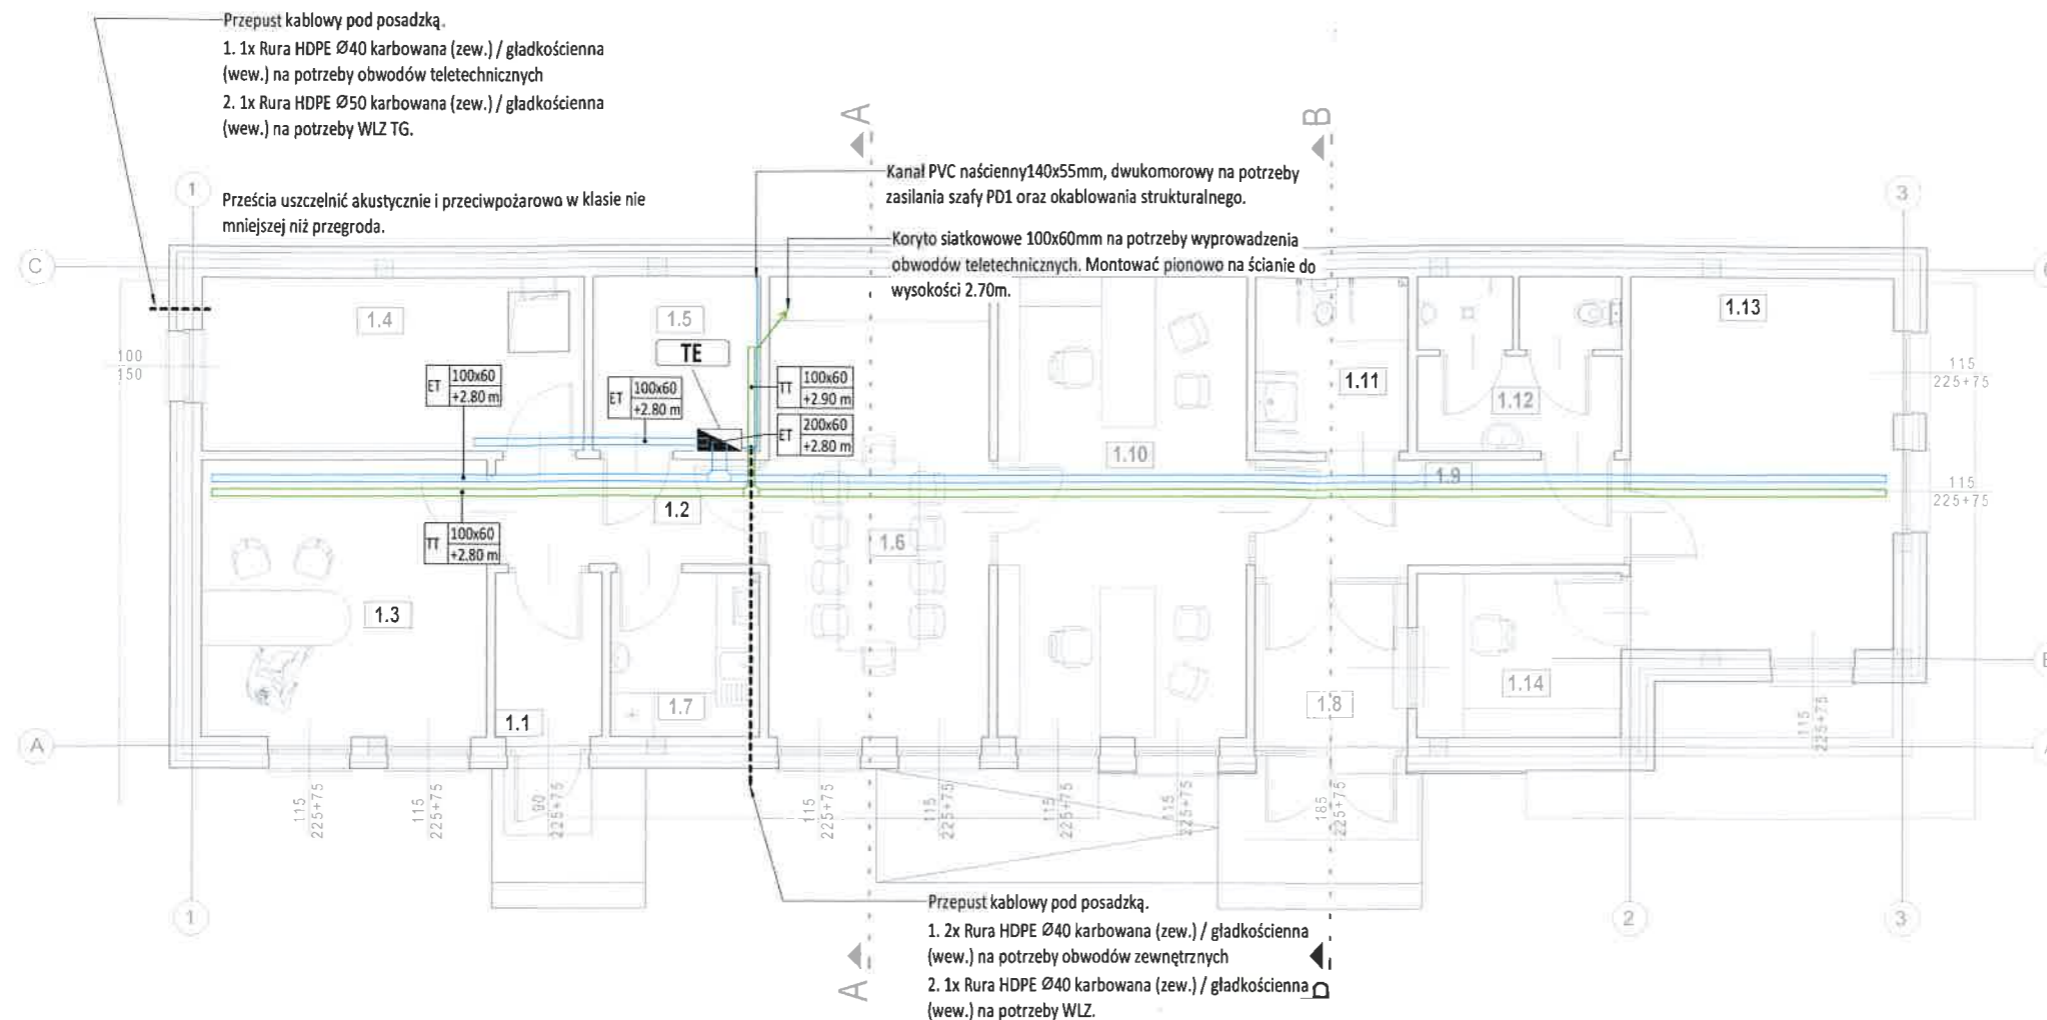 Przepust kablowy pod posadzką.
1. 1x Rura HDPE Ø40 karbowana (zew.) / gładkościenna
(wew.) na potrzeby obwodów teletechnicznych
2. 1x Rura HDPE Ø50 karbowana (zew.) / gładkościenna
(wew.) na potrzeby WLZ TG.
Prześcia uszczelnić akustycznie i przeciwpożarowo w klasie nie
mniejszej niż przegroda.
A
B
Kanał PVC naścienny140x55mm, dwukomorowy na potrzeby
zasilania szafy PD1 oraz okablowania strukturalnego.
Koryto siatkowe 100x60mm na potrzeby wyprowadzenia
obwodów teletechnicznych. Montować pionowo na ścianie do
wysokości 2.70m.
1
3
C
1.4
1.5
1.13
TE
100
150
ET 100x60
+2.80 m
ET 100x60
+2.80 m
TT 100x60
+2.90 m
ET 200x60
+2.80 m
1.11
1.12
115
225+75
1.10
1.9
115
225+75
1.2
TT 100x60
+2.80 m
1.6
1.3
1.7
1.1
1.8
1.14
A
115
225+75
115
225+75
115
225+75
90
225+75
115
225+75
115
225+75
115
225+75
115
225+75
185
225+75
1
2
3
Przepust kablowy pod posadzką.
1. 2x Rura HDPE Ø40 karbowana (zew.) / gładkościenna
(wew.) na potrzeby obwodów zewnętrznych
2. 1x Rura HDPE Ø40 karbowana (zew.) / gładkościenna
(wew.) na potrzeby WLZ.
A